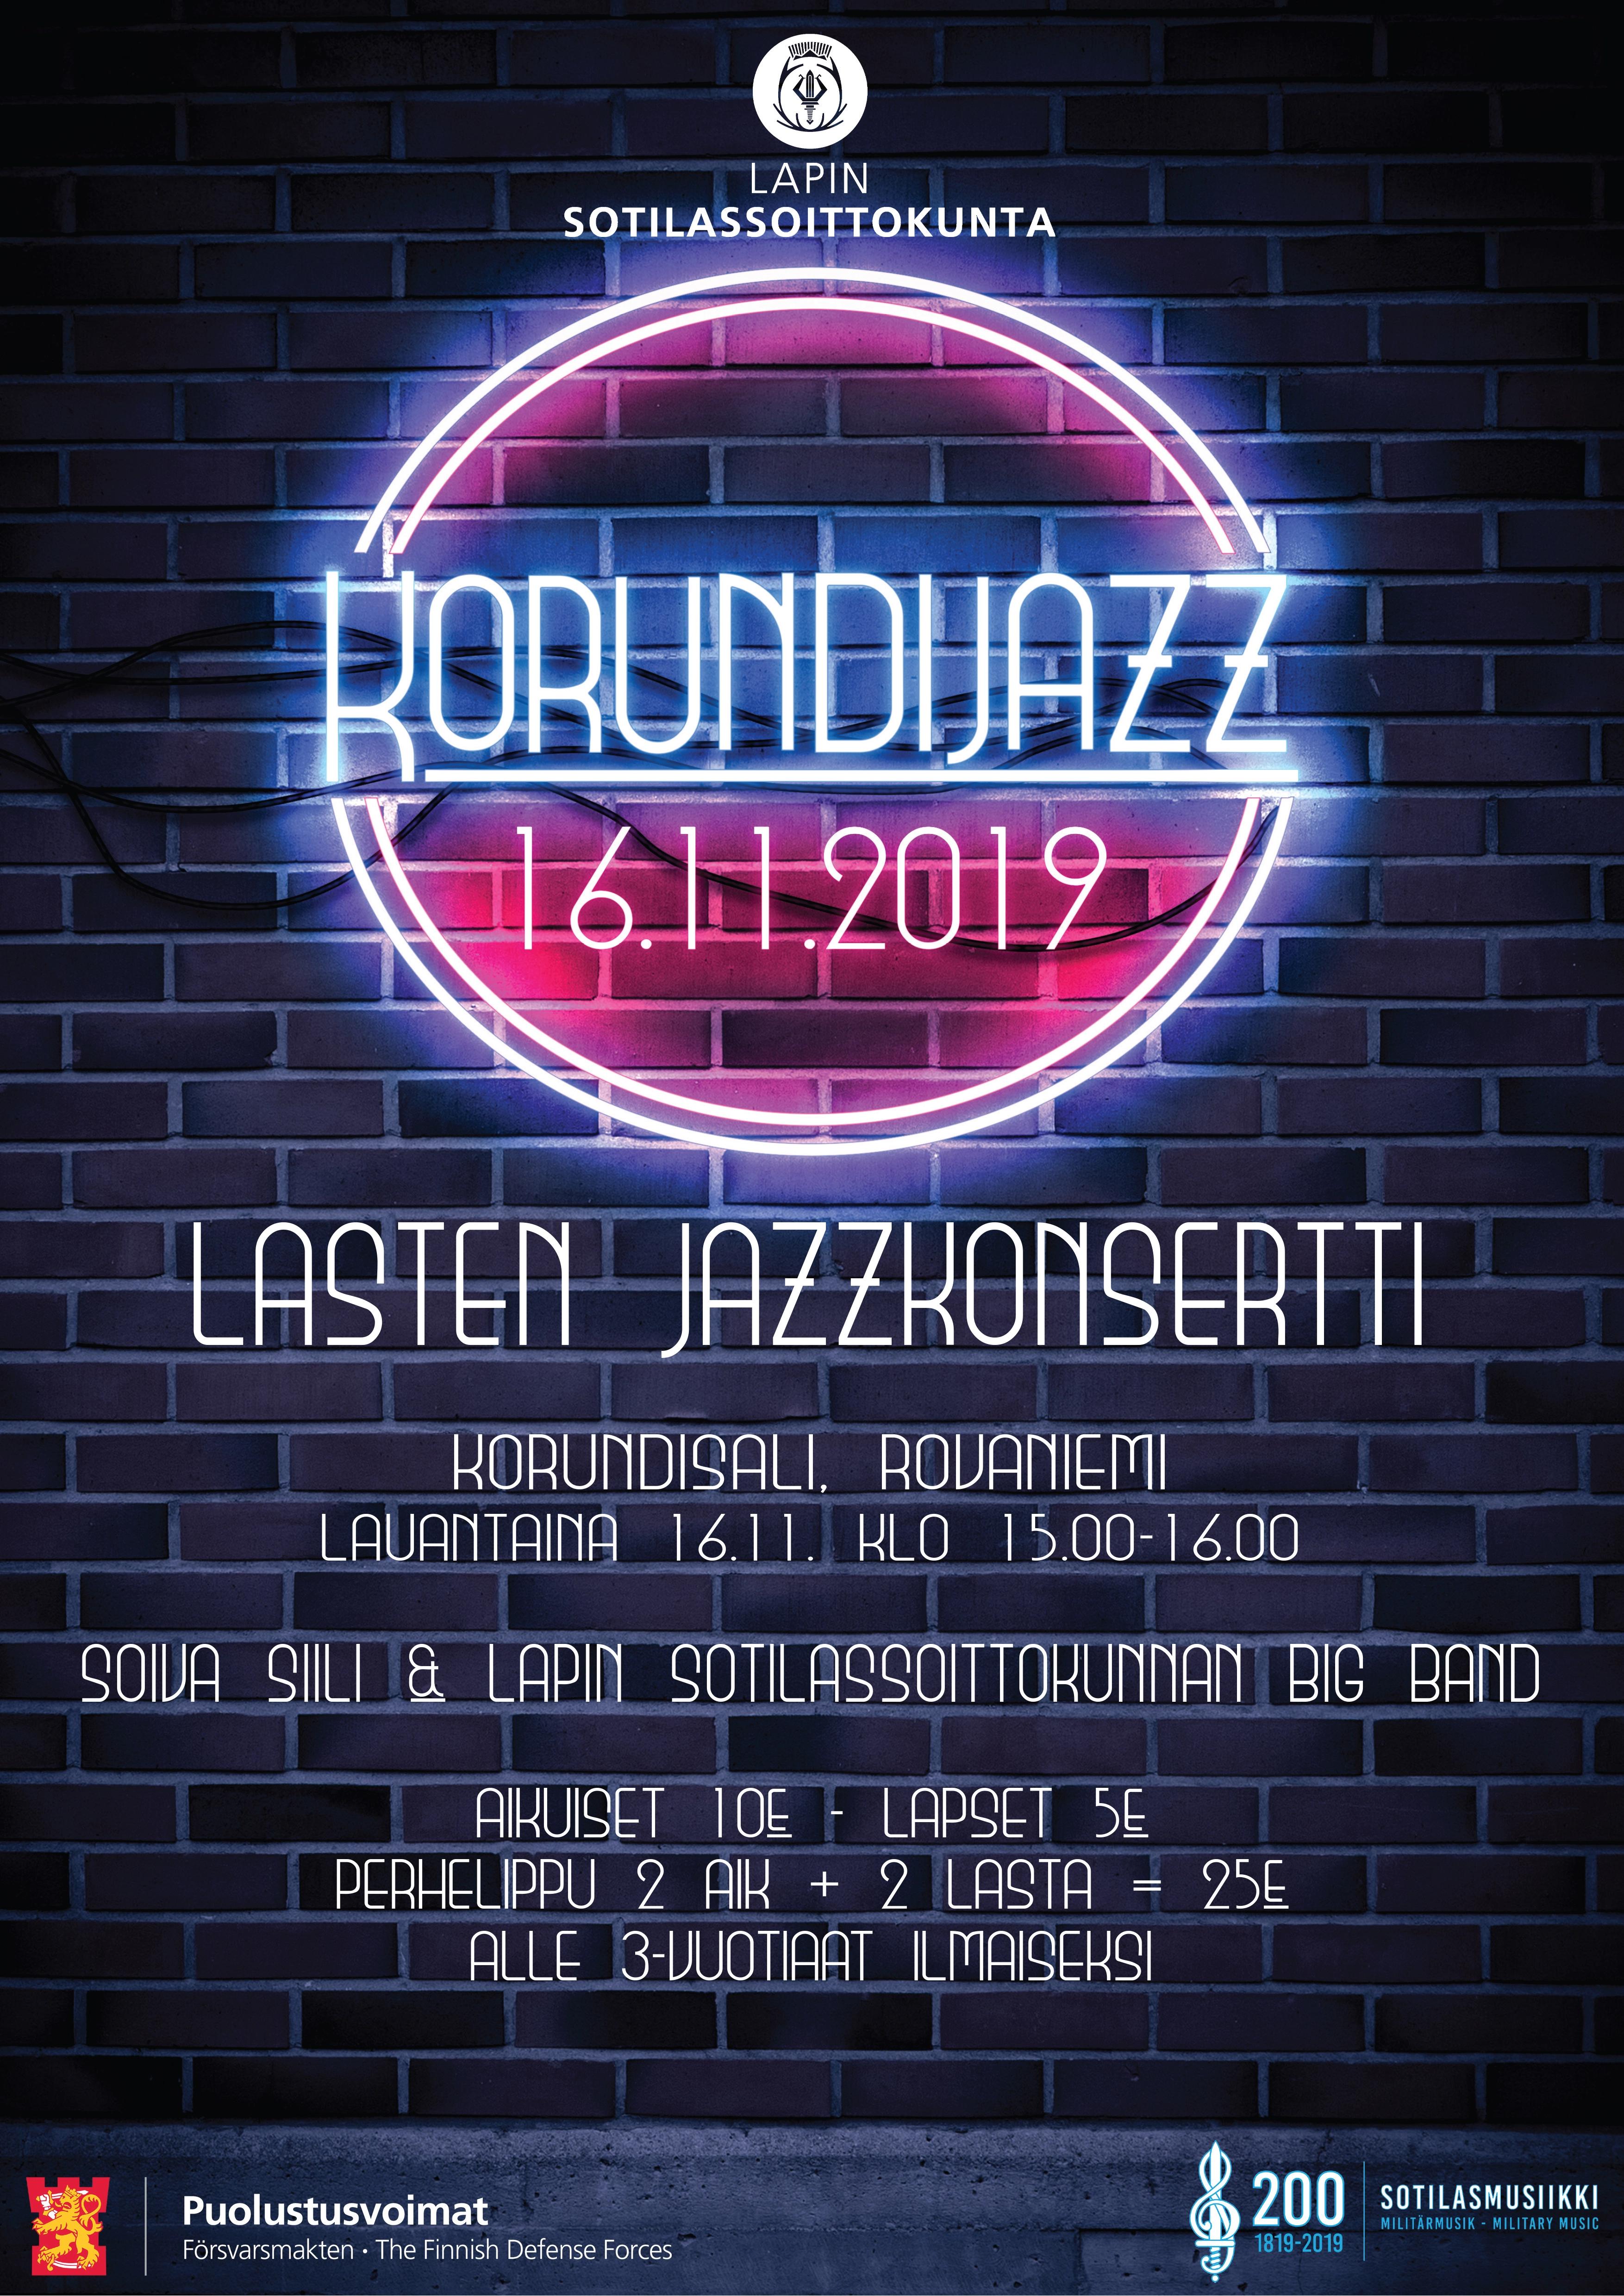 LAPIN
SOTILASSOITTOKUNTA
KORUNDIJAZZ
16.11.2019
LASTEN JAZZKONSERTTI
KORUNDISALI, ROVANIEMI
LAUANTAINA 16.11. KLO 15.00-16.00
SOIVA SIILI & LAPIN SOTILASSOITTOKUNNAN BIG BAND
AIKUISET 10E - LAPSET 5E
PERHELIPPU 2 AIK + 2 LASTA = 25E
ALLE 3-VUOTIAAT ILMAISEKSI
Puolustusvoimat
Försvarsmakten • The Finnish Defense Forces
200
1819-2019
SOTILASMUSIIKKI
MILITÄRMUSIK - MILITARY MUSIC